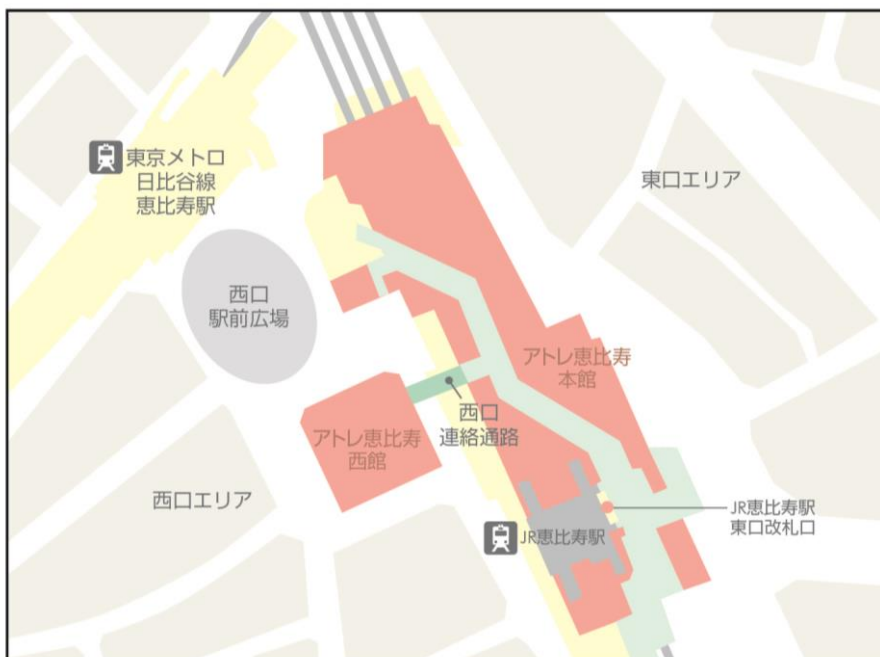 東京メトロ
日比谷線
恵比寿駅
東口エリア
西口
駅前広場
アトレ恵比寿
本館
西口
連絡通路
アトレ恵比寿
西館
西口エリア
JR恵比寿駅
東口改札口
JR恵比寿駅